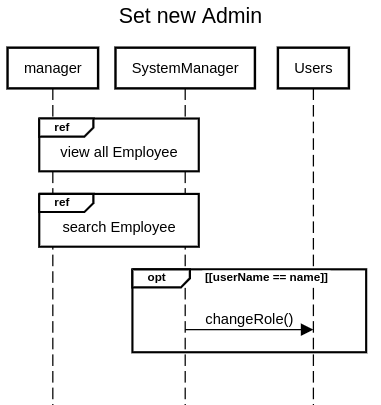 Set new Admin
manager
SystemManager
Users
ref
view all Employee
ref
search Employee
opt
[[userName == name]]
changeRole()